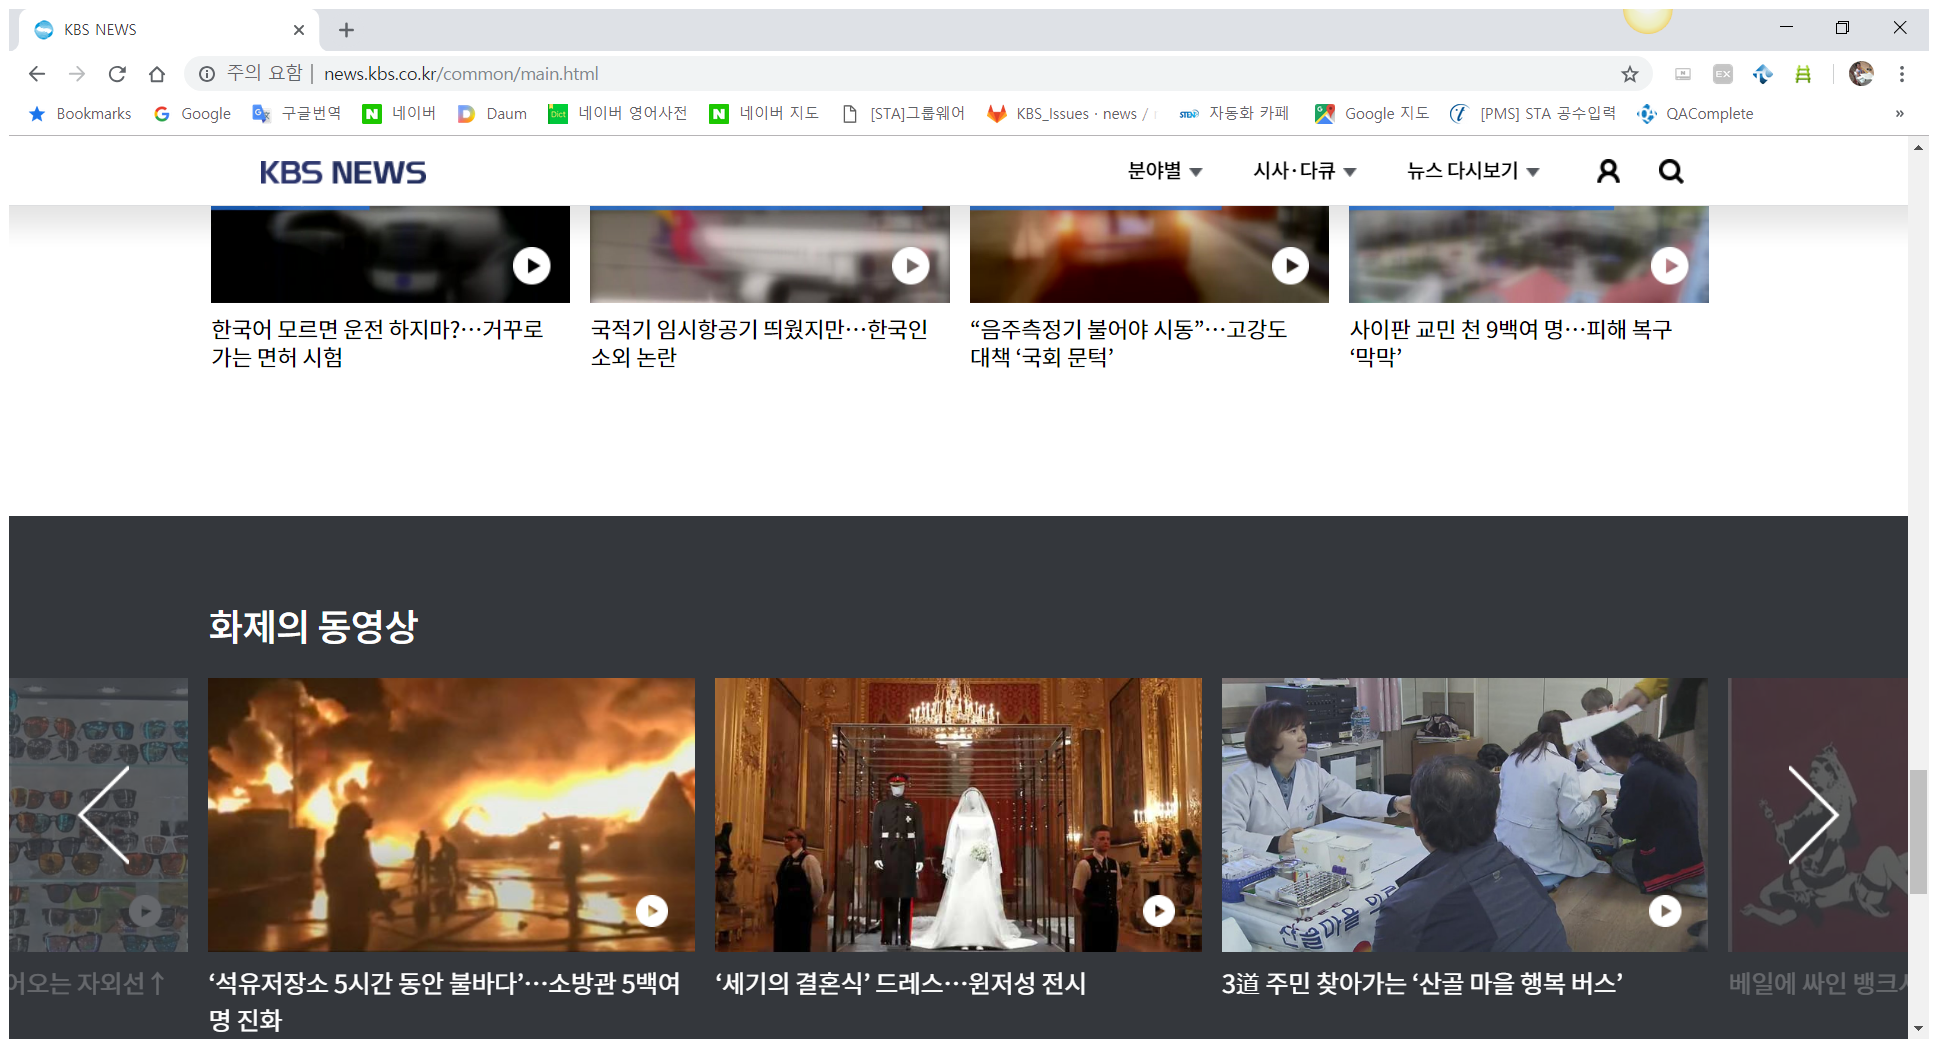 KBS NEWS
주의 요함 | news.kbs.co.kr/common/main.html
EX
Bookmarks Google 구글번역 네이버 Daum 네이버 영어사전 네이버 지도 [STA]그룹웨어 KBS_Issues · news / 자동화 카페 Google 지도 [PMS] STA 공수입력 QAComplete »
KBS NEWS 분야별 시사·다큐 뉴스 다시보기
한국어 모르면 운전 하지마?…거꾸로
가는 면허 시험
국적기 임시항공기 띄웠지만…한국인
소외 논란
“음주측정기 불어야 시동”…고강도
대책 ‘국회 문턱’
사이판 교민 천 9백여 명…피해 복구
‘막막’
화제의 동영상
어오는 자외선↑
‘석유저장소 5시간 동안 불바다’…소방관 5백여
명 진화
‘세기의 결혼식’ 드레스…윈저성 전시
3道 주민 찾아가는 ‘산골 마을 행복 버스’
베일에 싸인 뱅크